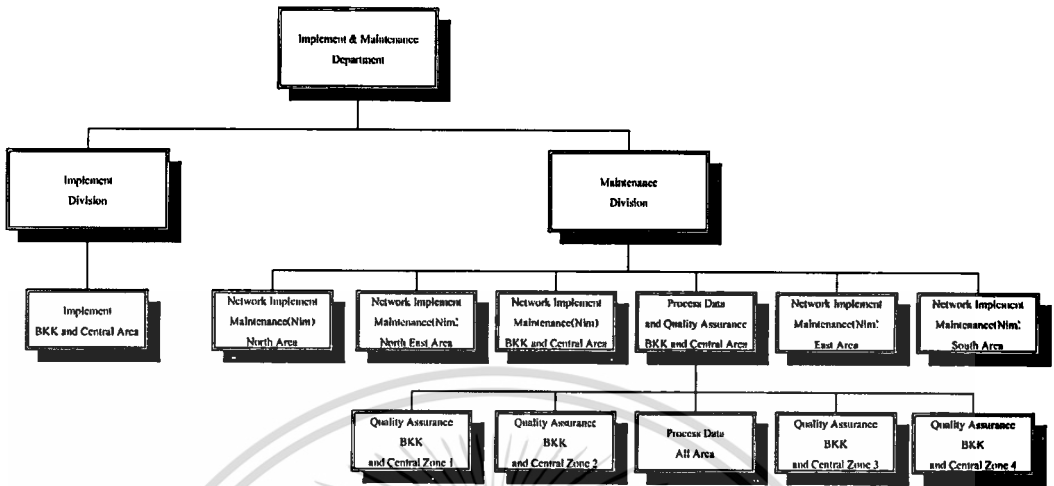 Implement & Maintenance
Department
Implement
Division
Maintenance
Division
Implement
BKK and Central Area
Network Implement
Maintenance(Nim)
North Area
Network Implement
Maintenance(Nim)
North East Area
Network Implement
Maintenance(Nim)
BKK and Central Area
Process Data
and Quality Assurance
BKK and Central Area
Network Implement
Maintenance(Nim)
East Area
Network Implement
Maintenance(Nim)
South Area
Quality Assurance
BKK
and Central Zone 1
Quality Assurance
BKK
and Central Zone 2
Process Data
All Area
Quality Assurance
BKK
and Central Zone 3
Quality Assurance
BKK
and Central Zone 4